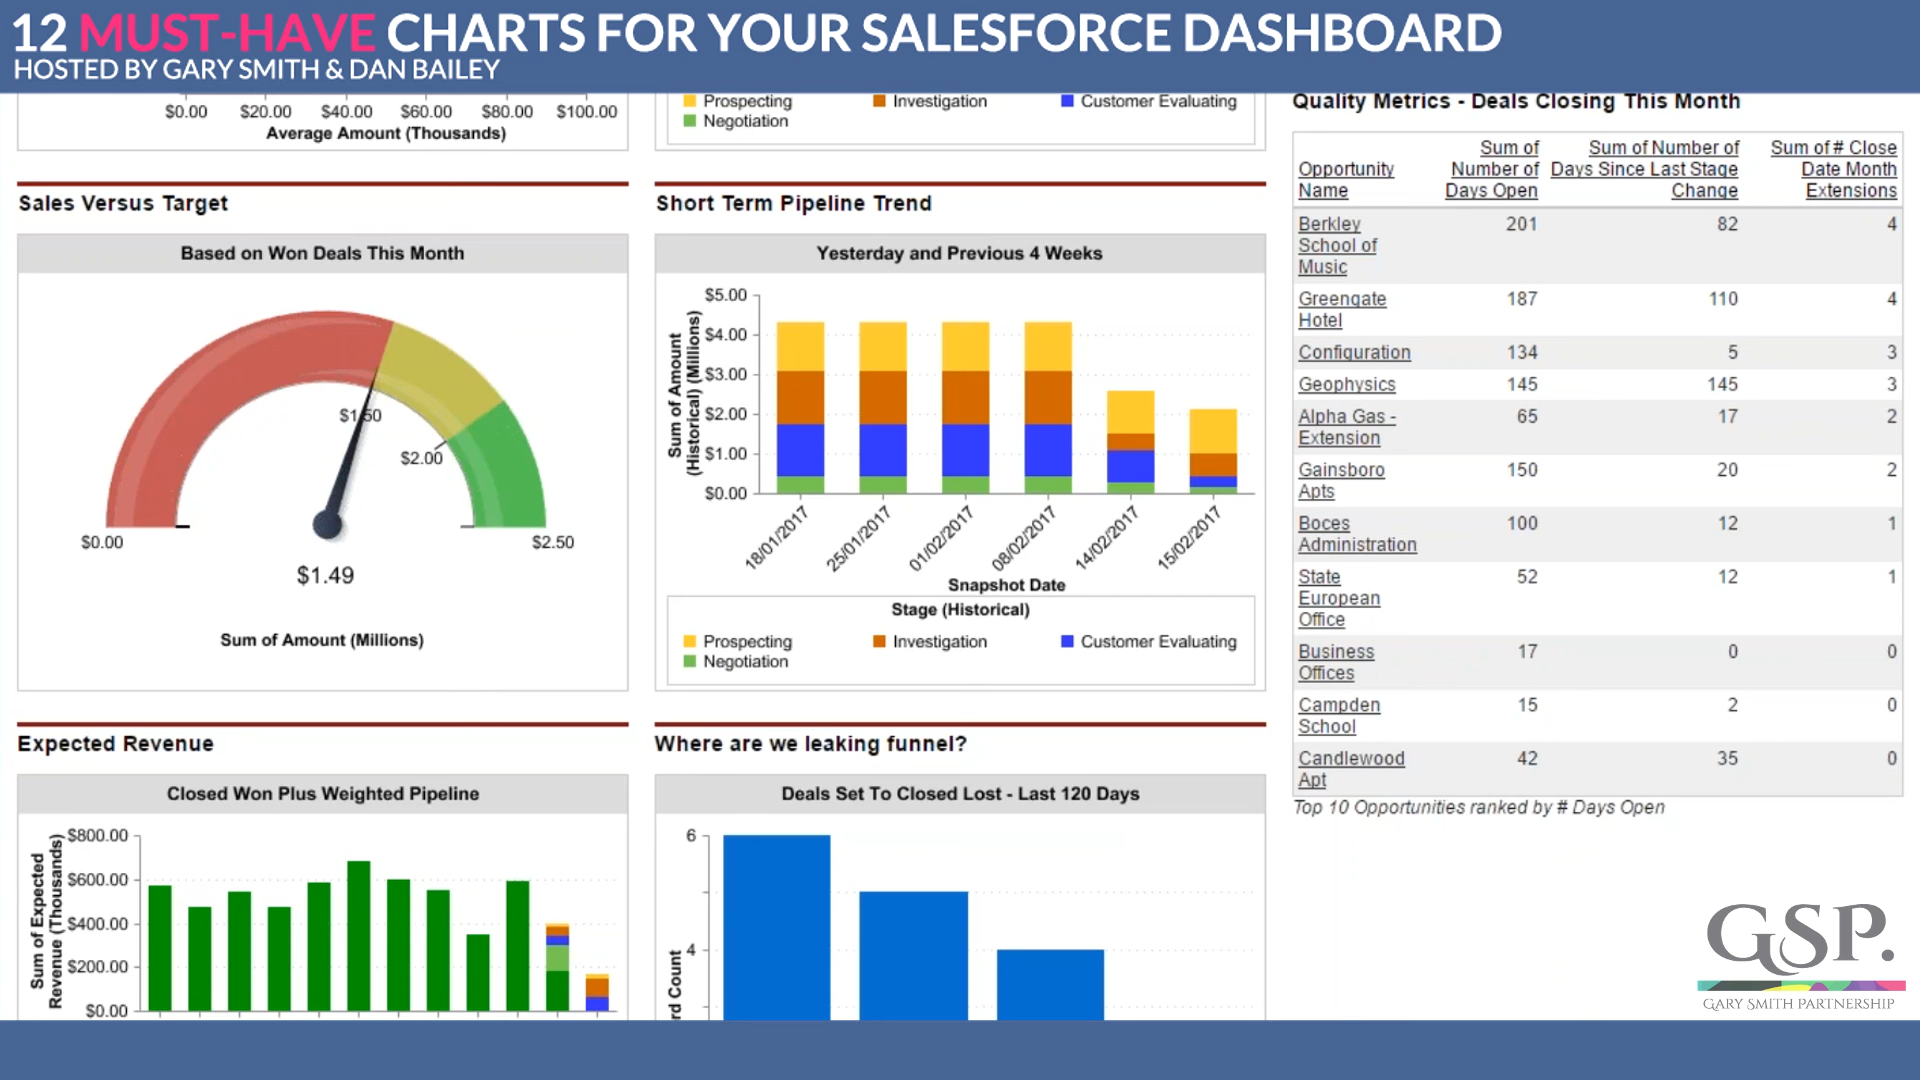 12 MUST-HAVE CHARTS FOR YOUR SALESFORCE DASHBOARD
HOSTED BY GARY SMITH & DAN BAILEY
$0.00 $20.00 $40.00 $60.00 $80.00 $100.00
Average Amount (Thousands)
Prospecting Investigation Customer Evaluating
Negotiation
Sales Versus Target
Based on Won Deals This Month
$1.50
$2.00
$0.00
$2.50
$1.49
Sum of Amount (Millions)
Short Term Pipeline Trend
Yesterday and Previous 4 Weeks
Sum of Amount
(Historical) (Millions)
$5.00
$4.00
$3.00
$2.00
$1.00
$0.00
18/01/2017 25/01/2017 01/02/2017 08/02/2017 14/02/2017 15/02/2017
Snapshot Date
Stage (Historical)
Prospecting Investigation Customer Evaluating
Negotiation
Expected Revenue
Closed Won Plus Weighted Pipeline
Sum of Expected
Revenue (Thousands)
$800.00
$600.00
$400.00
$200.00
$0.00
Where are we leaking funnel?
Deals Set To Closed Lost - Last 120 Days
6
4
rd Count
Quality Metrics - Deals Closing This Month
Opportunity Name Sum of Number of Days Open Sum of Number of Days Since Last Stage Change Sum of # Close Date Month Extensions
Berkley School of Music 201 82 4
Greengate Hotel 187 110 4
Configuration 134 5 3
Geophysics 145 145 3
Alpha Gas - Extension 65 17 2
Gainsboro Apts 150 20 2
Boces Administration 100 12 1
State European Office 52 12 1
Business Offices 17 0 0
Campden School 15 2 0
Candlewood Apt 42 35 0
Top 10 Opportunities ranked by # Days Open
GSP.
GARY SMITH PARTNERSHIP